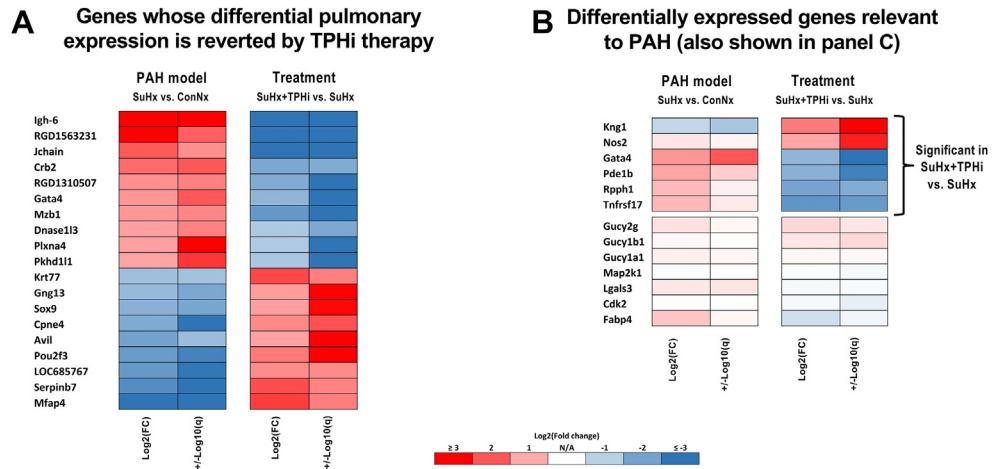 A
Genes whose differential pulmonary
expression is reverted by TPHi therapy
PAH model
SuHx vs. ConNx
Treatment
SuHx+TPHi vs. SuHx
Igh-6
RGD1563231
Jchain
Crb2
RGD1310507
Gata4
Mzb1
Dnase1l3
Plxna4
Pkhd1l1
Krt77
Gng13
Sox9
Cpne4
Avil
Pou2f3
LOC685767
Serpinb7
Mfap4
Log2(FC)
+/-Log10(q)
Log2(FC)
+/-Log10(q)
B
Differentially expressed genes relevant
to PAH (also shown in panel C)
PAH model
SuHx vs. ConNx
Treatment
SuHx+TPHi vs. SuHx
Kng1
Nos2
Gata4
Pde1b
Rpph1
Tnfrsf17
Significant in
SuHx+TPHi
vs. SuHx
Gucy2g
Gucy1b1
Gucy1a1
Map2k1
Lgals3
Cdk2
Fabp4
Log2(FC)
+/-Log10(q)
Log2(FC)
+/-Log10(q)
Log2(Fold change)
≥ 3 2 1 N/A -1 -2 ≤ -3